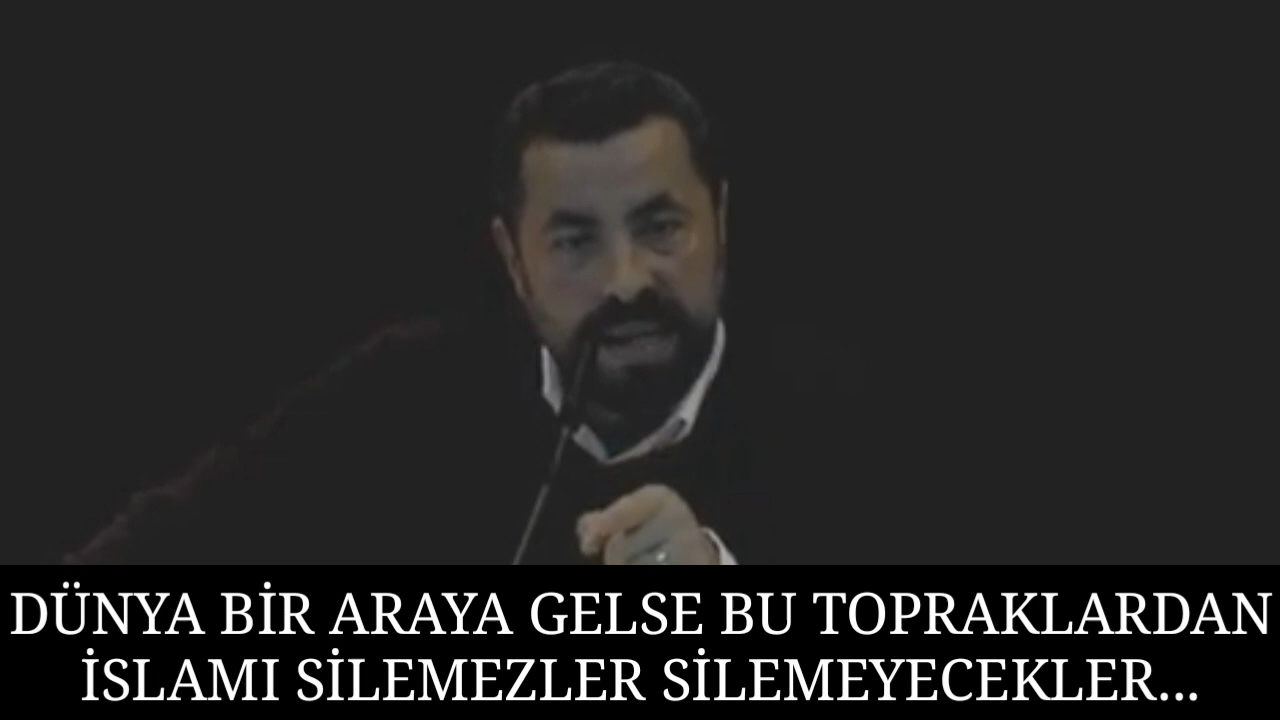 DÜNYA BİR ARAYA GELSE BU TOPRAKLARDAN
İSLAMI SİLEMEZLER SİLEMEYECEKLER...